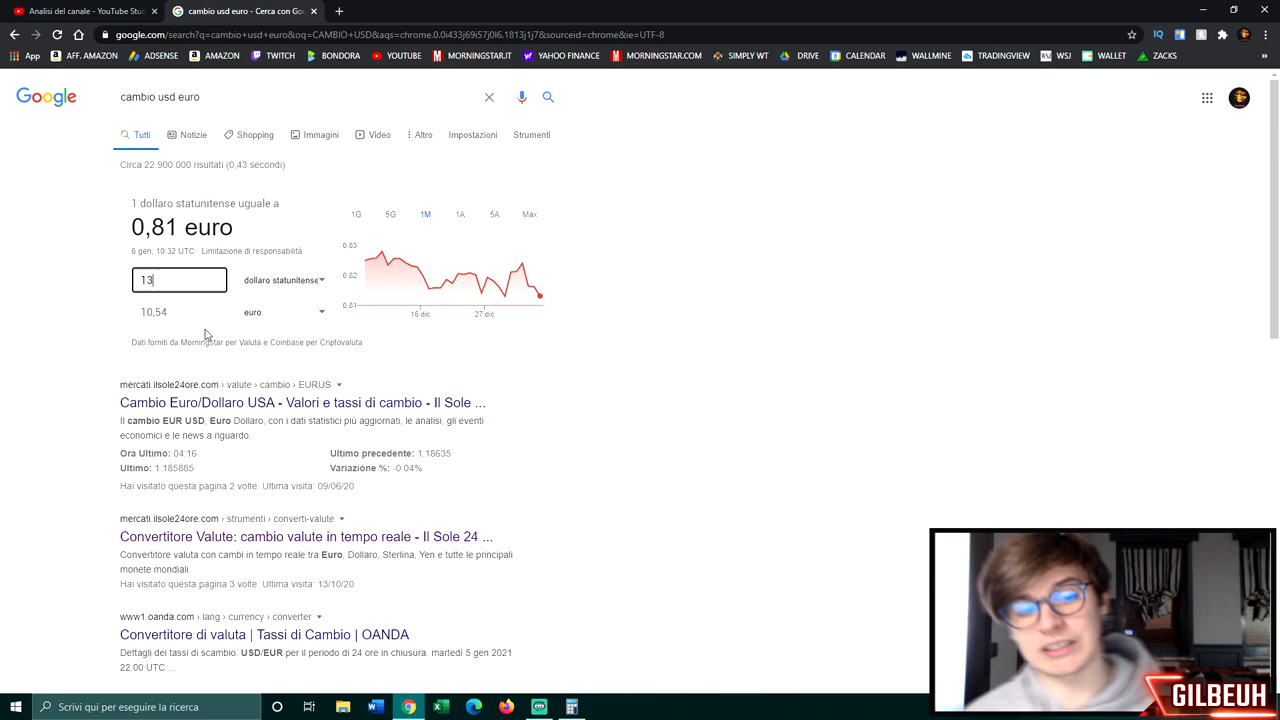 Analisi del canale - YouTube Stud
cambio usd euro - Cerca con Goo
google.com/search?q=cambio+usd+euro&oq=CAMBIO+USD&aqs=chrome.0.0i433j69i57j0l6.1813j1j7&sourceid=chrome&ie=UTF-8
App AFF. AMAZON ADSENSE AMAZON TWITCH BONDORA YOUTUBE MORNINGSTAR.IT YAHOO FINANCE MORNINGSTAR.COM SIMPLY WT DRIVE CALENDAR WALLMINE TRADINGVIEW WSJ WALLET ZACKS
Google
cambio usd euro
Tutti Notizie Shopping Immagini Video Altro Impostazioni Strumenti
Circa 22.900.000 risultati (0,43 secondi)
1 dollaro statunitense uguale a
0,81 euro
6 gen, 10:32 UTC Limitazione di responsabilità
13 dollaro statunitense
10,54 euro
1G 5G 1M 1A 5A Max
0.83
0.82
0.81
16 dic 27 dic
Dati forniti da Morningstar per Valuta e Coinbase per Criptovaluta
mercati.ilsole24ore.com › valute › cambio › EURUS
Cambio Euro/Dollaro USA - Valori e tassi di cambio - Il Sole ...
Il cambio EUR USD, Euro Dollaro, con i dati statistici più aggiornati, le analisi, gli eventi
economici e le news a riguardo.
Ora Ultimo: 04:16 Ultimo precedente: 1.18635
Ultimo: 1.185885 Variazione %: -0.04%
Hai visitato questa pagina 2 volte. Ultima visita: 09/06/20
mercati.ilsole24ore.com › strumenti › converti-valute
Convertitore Valute: cambio valute in tempo reale - Il Sole 24 ...
Convertitore valuta con cambi in tempo reale tra Euro, Dollaro, Sterlina, Yen e tutte le principali
monete mondiali.
Hai visitato questa pagina 3 volte. Ultima visita: 13/10/20
www1.oanda.com › lang › currency › converter
Convertitore di valuta | Tassi di Cambio | OANDA
Dettagli dei tassi di scambio. USD/EUR per il periodo di 24 ore in chiusura. martedì 5 gen 2021
22.00 UTC ...
GILBEUH
Scrivi qui per eseguire la ricerca